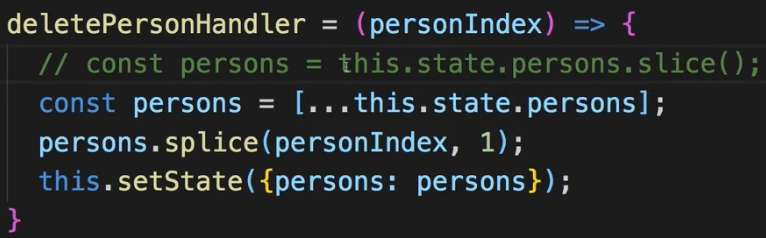 deletePersonHandler = (personIndex) => {
// const persons = this.state.persons.slice();
const persons = [...this.state.persons];
persons.splice(personIndex, 1);
this.setState({persons: persons});
}